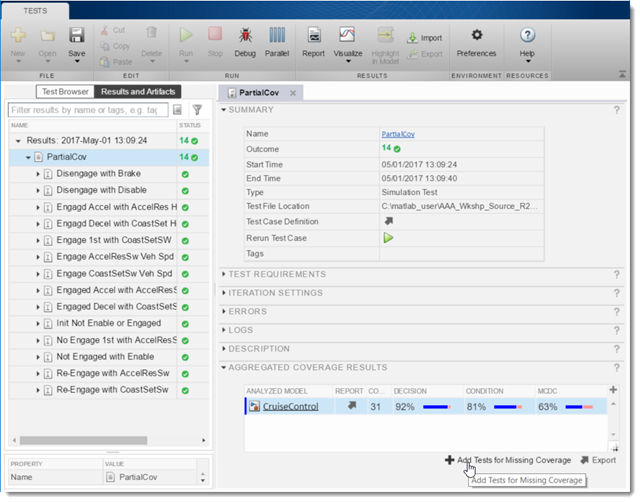 TESTS
New
Open
Save
Cut
Copy
Paste
Delete
Run
Stop
Debug
Parallel
Report
Visualize
Highlight
in Model
Import
Export
Preferences
Help
FILE
EDIT
RUN
RESULTS
ENVIRONMENT
RESOURCES
Test Browser
Results and Artifacts
Filter results by name or tags, e.g. tag
NAME
STATUS
Results: 2017-May-01 13:09:24
14
PartialCov
14
Disengage with Brake
Disengage with Disable
Engagd Accel with AccelRes H
Engagd Decel with CoastSet H
Engage 1st with CoastSetSW
Engage AccelResSw Veh Spd
Engage CoastSetSw Veh Spd
Engaged Accel with AccelResS
Engaged Decel with CoastSetS
Init Not Enable or Engaged
No Engage 1st with AccelResS
Not Engaged with Enable
Re-Engage with AccelResSw
Re-Engage with CoastSetSw
PROPERTY
VALUE
Name
PartialCov
PartialCov
SUMMARY
?
Name
PartialCov
Outcome
14
Start Time
05/01/2017 13:09:24
End Time
05/01/2017 13:09:40
Type
Simulation Test
Test File Location
C:\matlab_user\AAA_Wkshp_Source_R2...
Test Case Definition
Rerun Test Case
Tags
TEST REQUIREMENTS
?
ITERATION SETTINGS
?
ERRORS
?
LOGS
?
DESCRIPTION
?
AGGREGATED COVERAGE RESULTS
?
ANALYZED MODEL
REPORT
CO...
DECISION
CONDITION
MCDC
CruiseControl
31
92%
81%
63%
Add Tests for Missing Coverage
Export
Add Tests for Missing Coverage